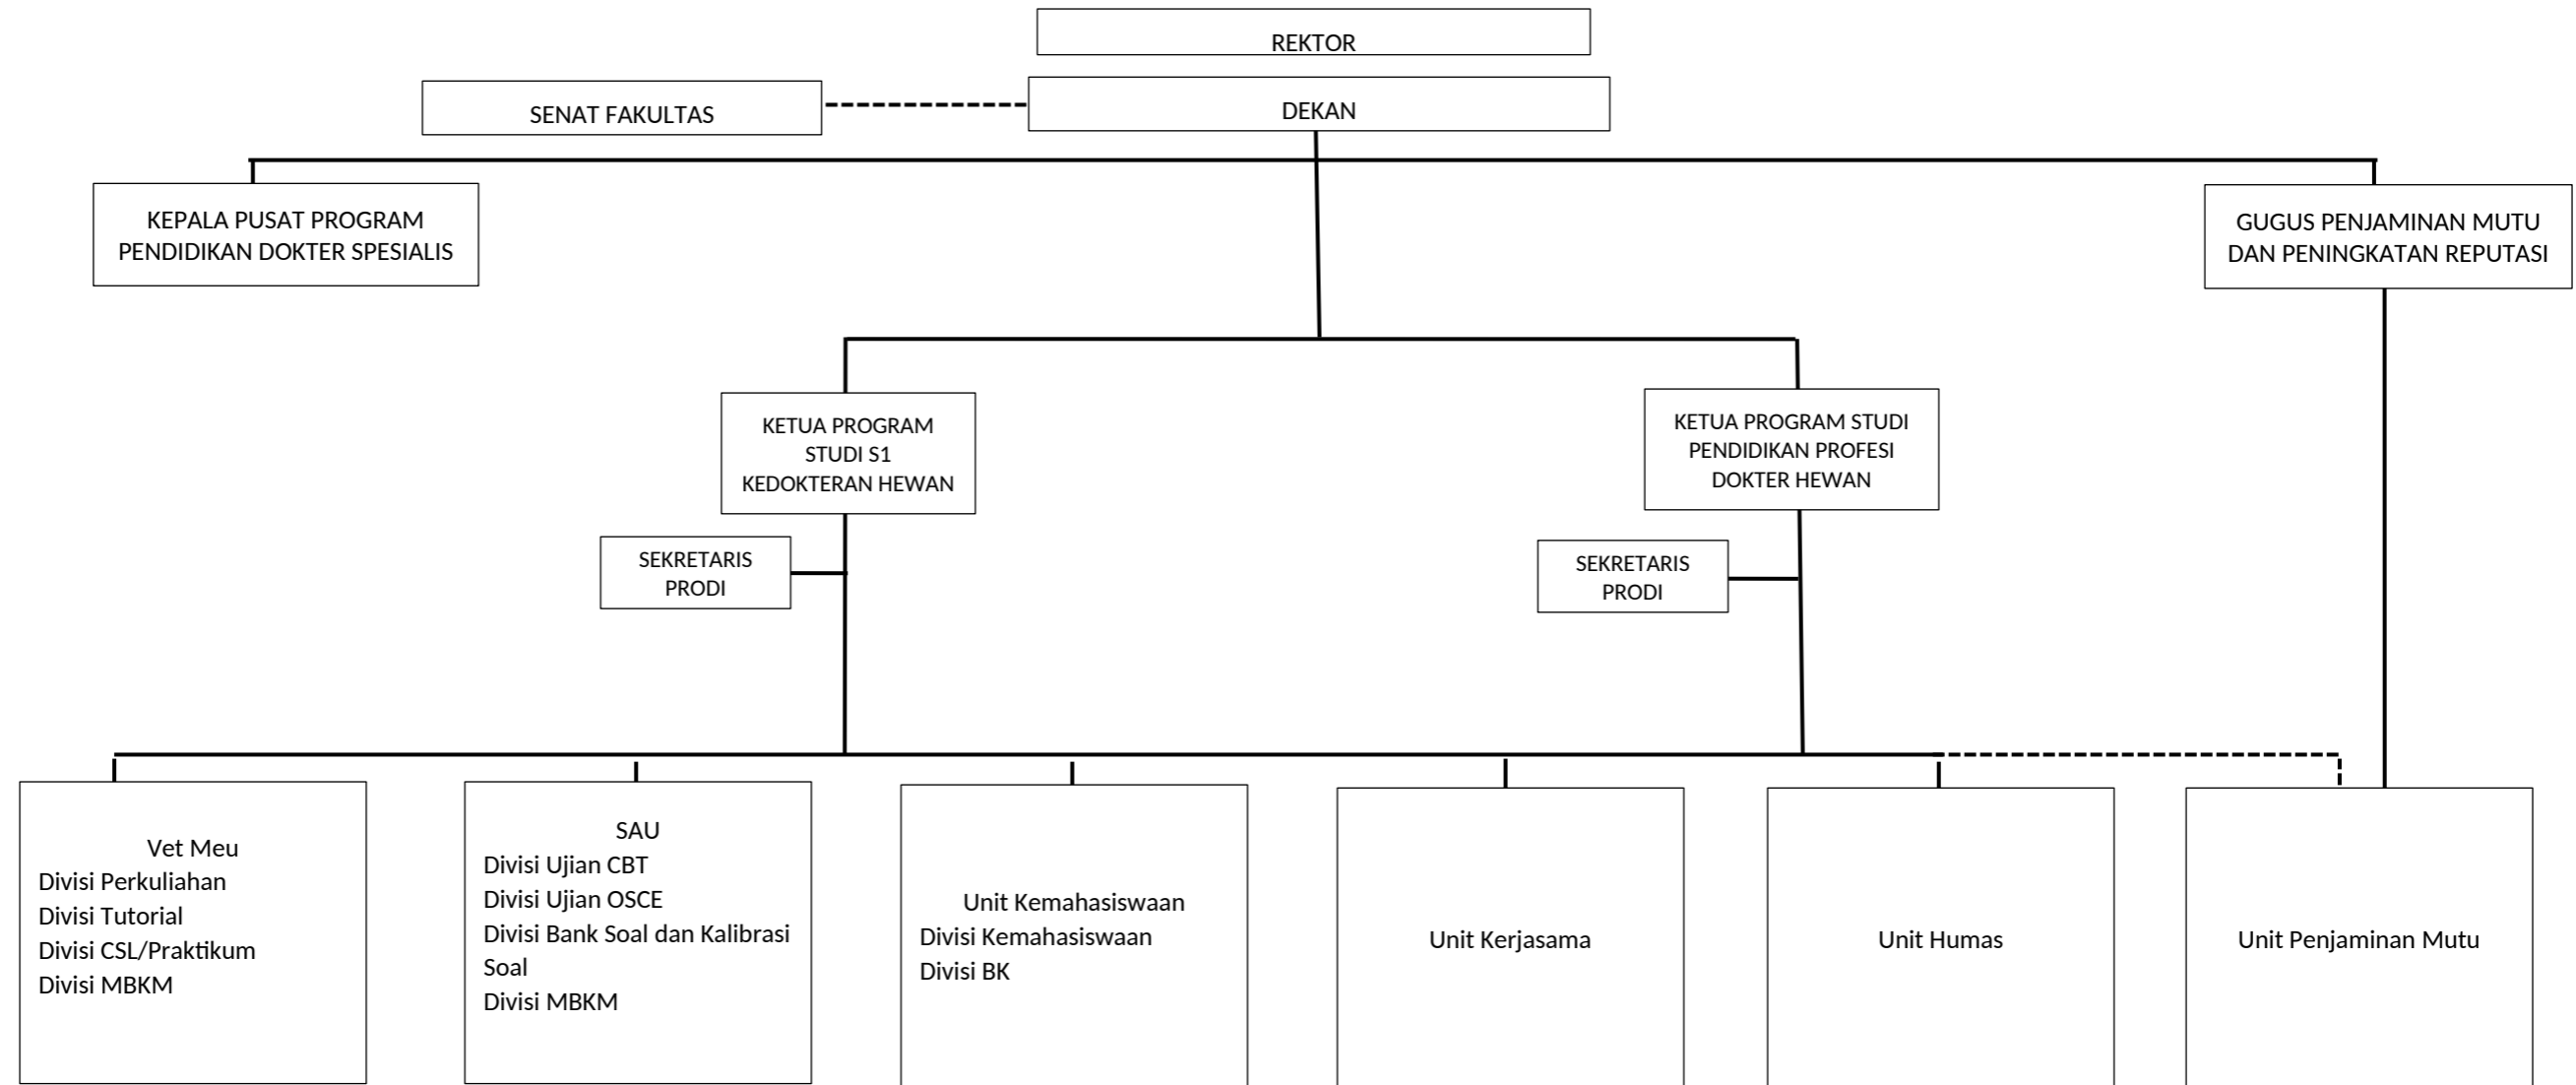 REKTOR
SENAT FAKULTAS
DEKAN
KEPALA PUSAT PROGRAM
PENDIDIKAN DOKTER SPESIALIS
GUGUS PENJAMINAN MUTU
DAN PENINGKATAN REPUTASI
KETUA PROGRAM
STUDI S1
KEDOKTERAN HEWAN
KETUA PROGRAM STUDI
PENDIDIKAN PROFESI
DOKTER HEWAN
SEKRETARIS
PRODI
SEKRETARIS
PRODI
Vet Meu
Divisi Perkuliahan
Divisi Tutorial
Divisi CSL/Praktikum
Divisi MBKM
SAU
Divisi Ujian CBT
Divisi Ujian OSCE
Divisi Bank Soal dan Kalibrasi
Soal
Divisi MBKM
Unit Kemahasiswaan
Divisi Kemahasiswaan
Divisi BK
Unit Kerjasama
Unit Humas
Unit Penjaminan Mutu